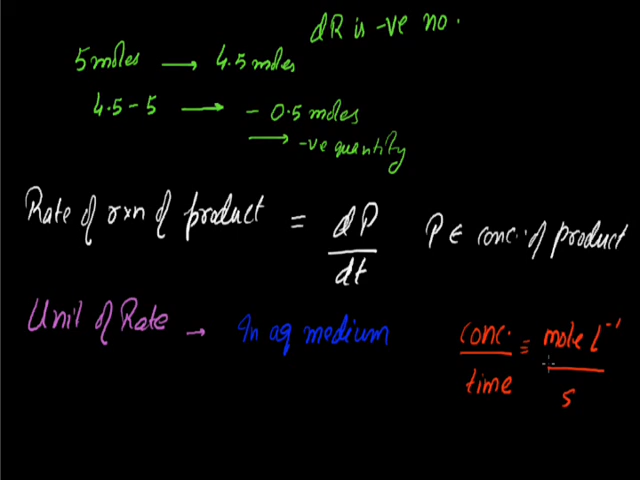 dR is -ve no.
5 moles → 4.5 moles
4.5 - 5 → - 0.5 moles
→ -ve quantity
Rate of rxn of product = dP/dt P ∈ conc. of product
Unit of Rate → In aq medium
conc./time = mole L⁻¹/s